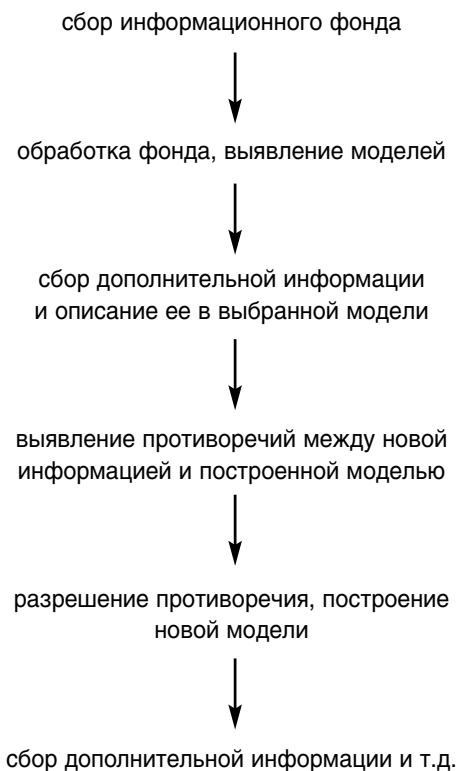 сбор информационного фонда
обработка фонда, выявление моделей
сбор дополнительной информации
и описание ее в выбранной модели
выявление противоречий между новой
информацией и построенной моделью
разрешение противоречия, построение
новой модели
сбор дополнительной информации и т.д.